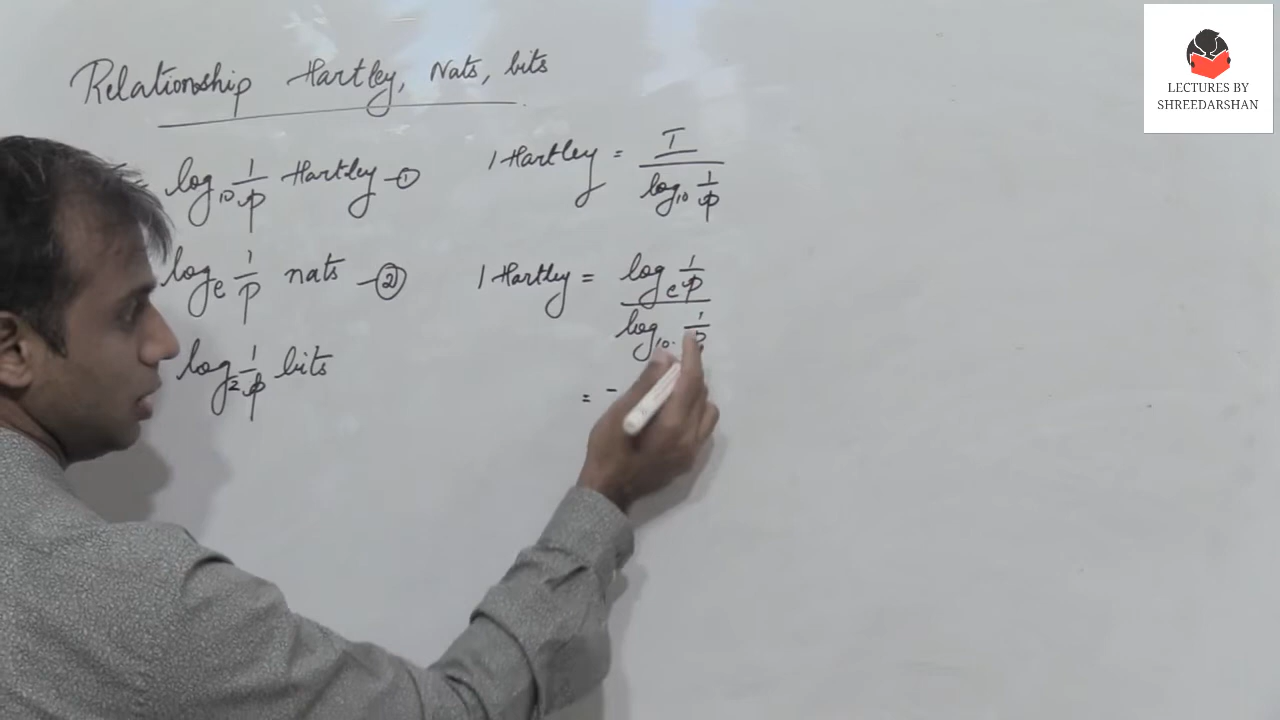 Relationship Hartley, Nats, bits
= log₁₀ 1/p Hartley —①
1 Hartley = I / log₁₀ 1/p
logₑ 1/p nats —②
1 Hartley = logₑ 1/p / log₁₀ 1/p
log₂ 1/p bits
=
LECTURES BY
SHREEDARSHAN